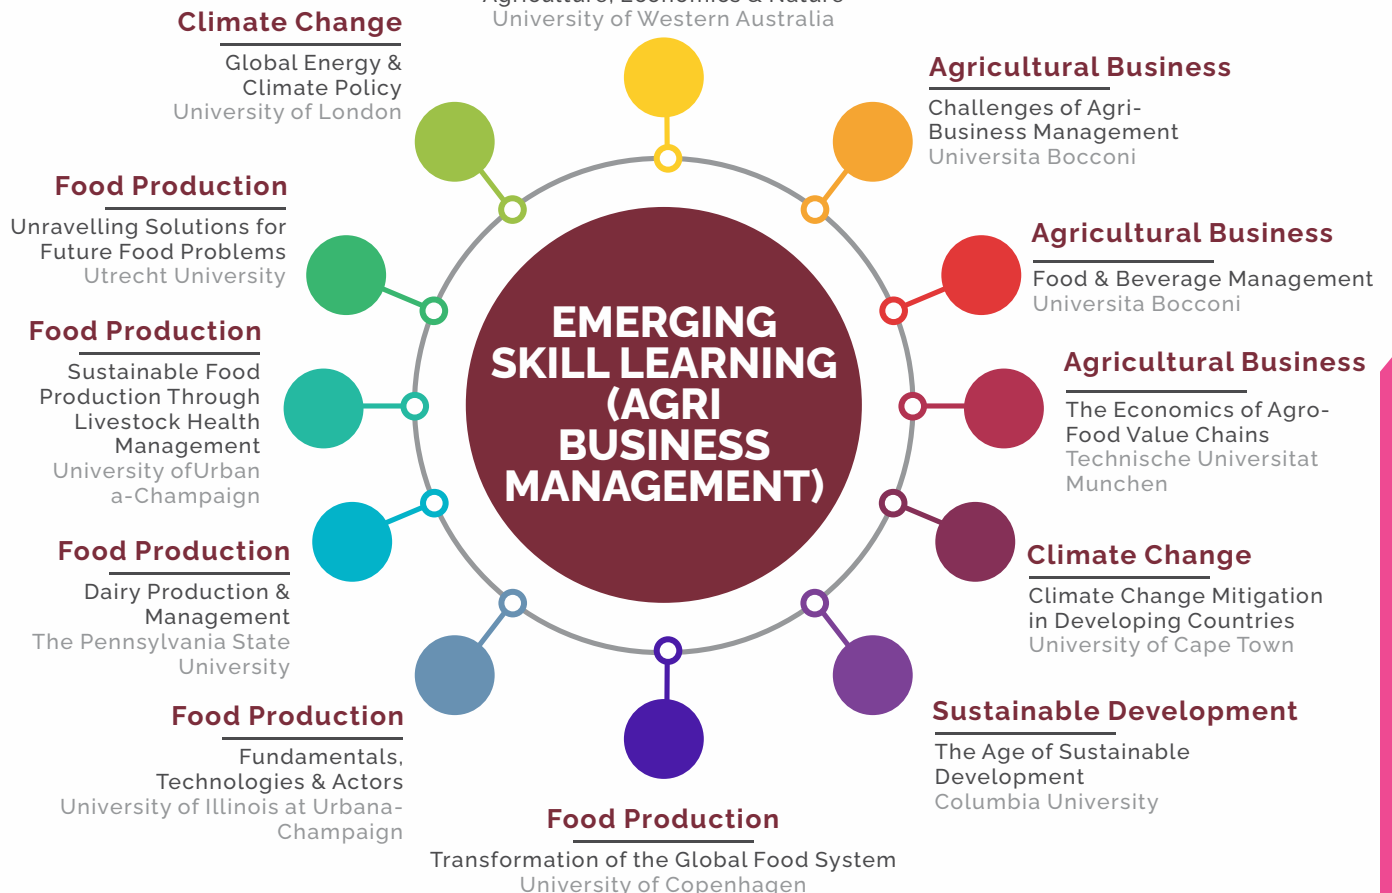 Agriculture, Economics & Nature
University of Western Australia
Climate Change
Global Energy &
Climate Policy
University of London
Agricultural Business
Challenges of Agri-
Business Management
Universita Bocconi
Food Production
Unravelling Solutions for
Future Food Problems
Utrecht University
Agricultural Business
Food & Beverage Management
Universita Bocconi
Food Production
Sustainable Food
Production Through
Livestock Health
Management
University ofUrban
a-Champaign
EMERGING
SKILL LEARNING
(AGRI
BUSINESS
MANAGEMENT)
Agricultural Business
The Economics of Agro-
Food Value Chains
Technische Universitat
Munchen
Food Production
Dairy Production &
Management
The Pennsylvania State
University
Climate Change
Climate Change Mitigation
in Developing Countries
University of Cape Town
Food Production
Fundamentals,
Technologies & Actors
University of Illinois at Urbana-
Champaign
Sustainable Development
The Age of Sustainable
Development
Columbia University
Food Production
Transformation of the Global Food System
University of Copenhagen